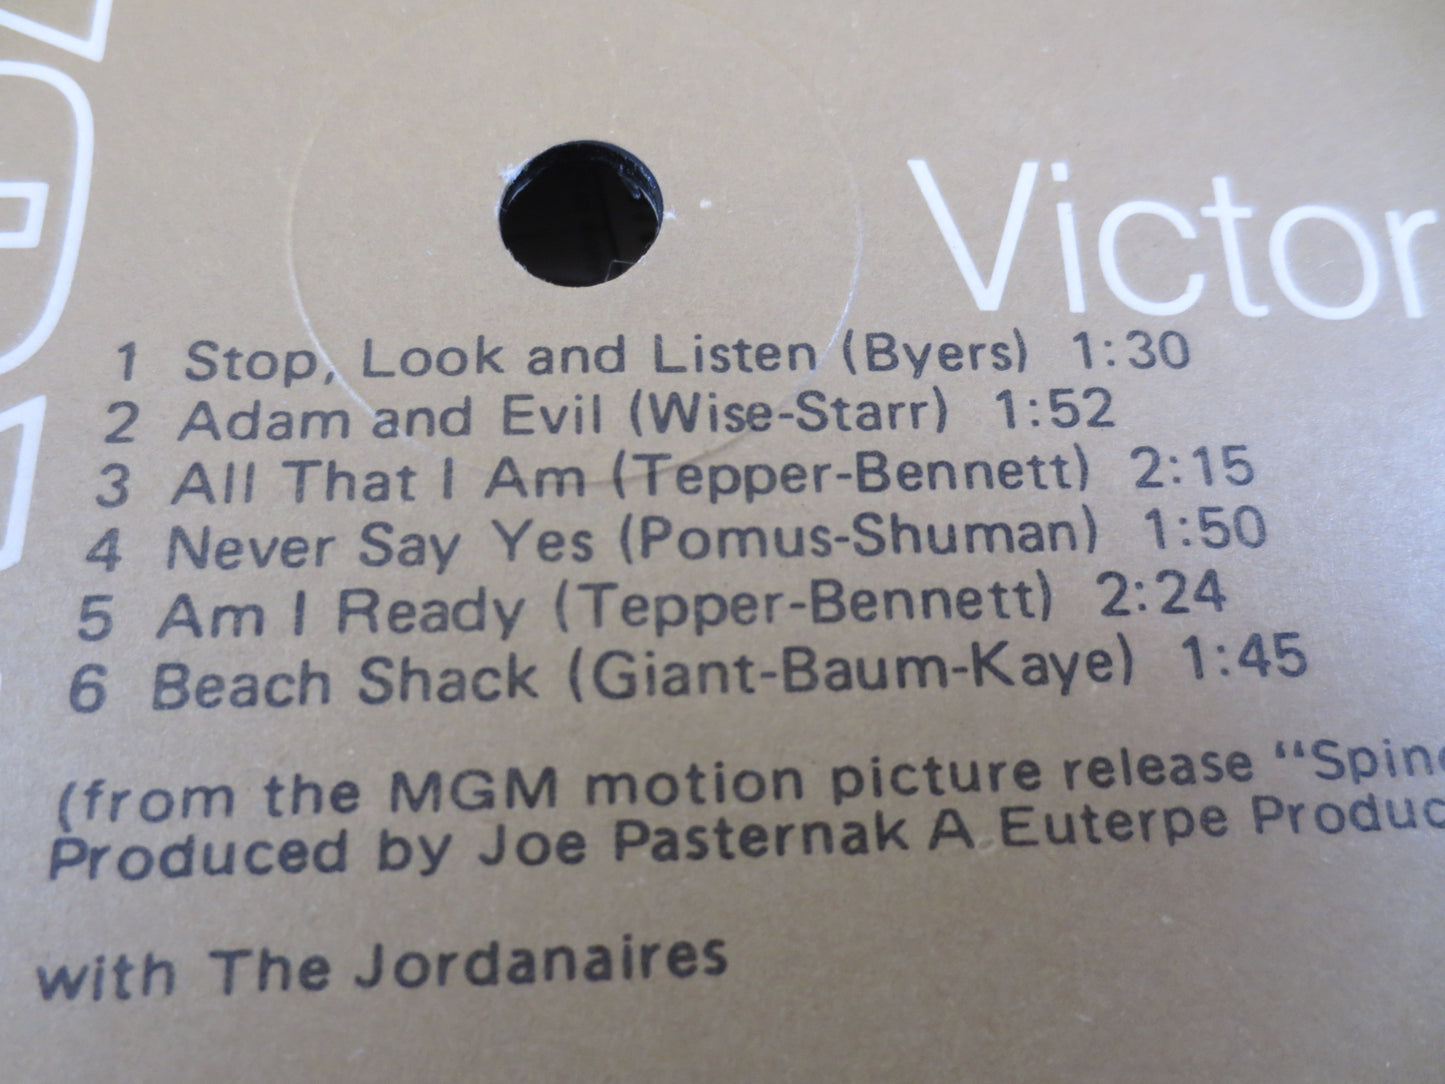 Victor
1 Stop, Look and Listen (Byers) 1:30
2 Adam and Evil (Wise-Starr) 1:52
3 All That I Am (Tepper-Bennett) 2:15
4 Never Say Yes (Pomus-Shuman) 1:50
5 Am I Ready (Tepper-Bennett) 2:24
6 Beach Shack (Giant-Baum-Kaye) 1:45
(from the MGM motion picture release “Spin
Produced by Joe Pasternak A Euterpe Produc
with The Jordanaires